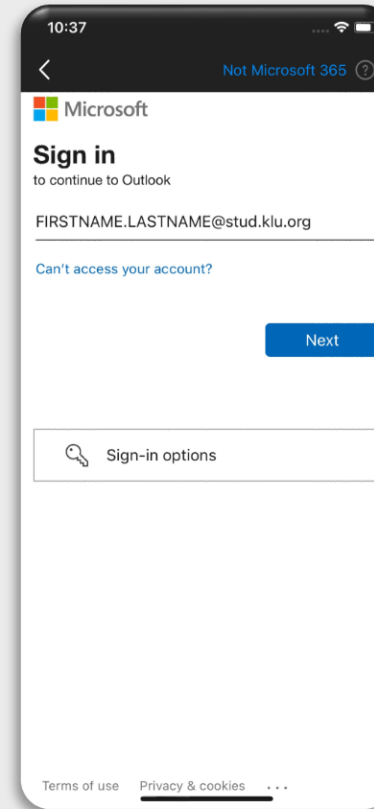 10:37
Not Microsoft 365 ?
Microsoft
Sign in
to continue to Outlook
FIRSTNAME.LASTNAME@stud.klu.org
Can't access your account?
Next
Sign-in options
Terms of use Privacy & cookies ...